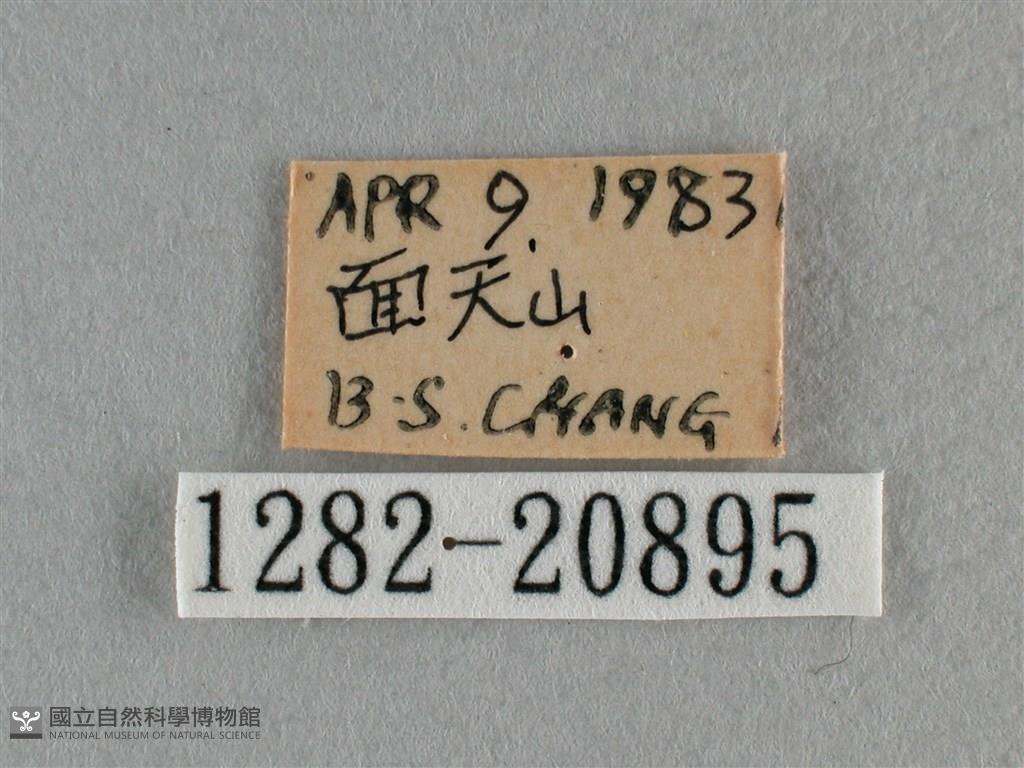 APR 9. 1983
面天山
B.S. CHANG
1282-20895
國立自然科學博物館
NATIONAL MUSEUM OF NATURAL SCIENCE